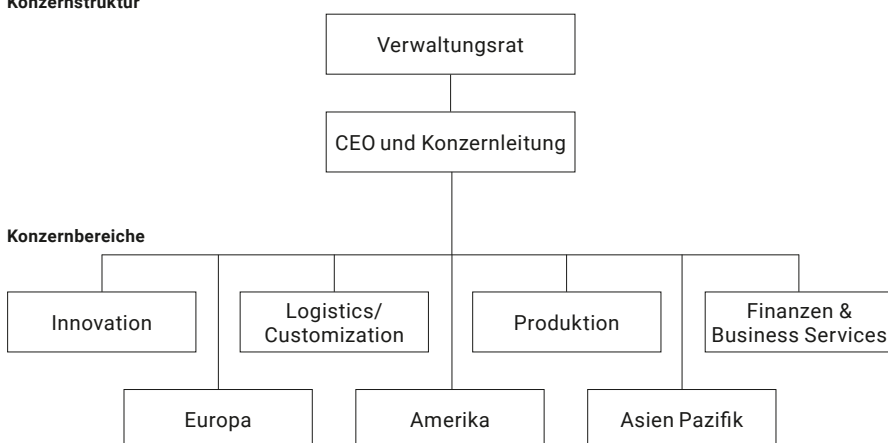 Konzernstruktur
Verwaltungsrat
CEO und Konzernleitung
Konzernbereiche
Innovation
Logistics/
Customization
Produktion
Finanzen &
Business Services
Europa
Amerika
Asien Pazifik